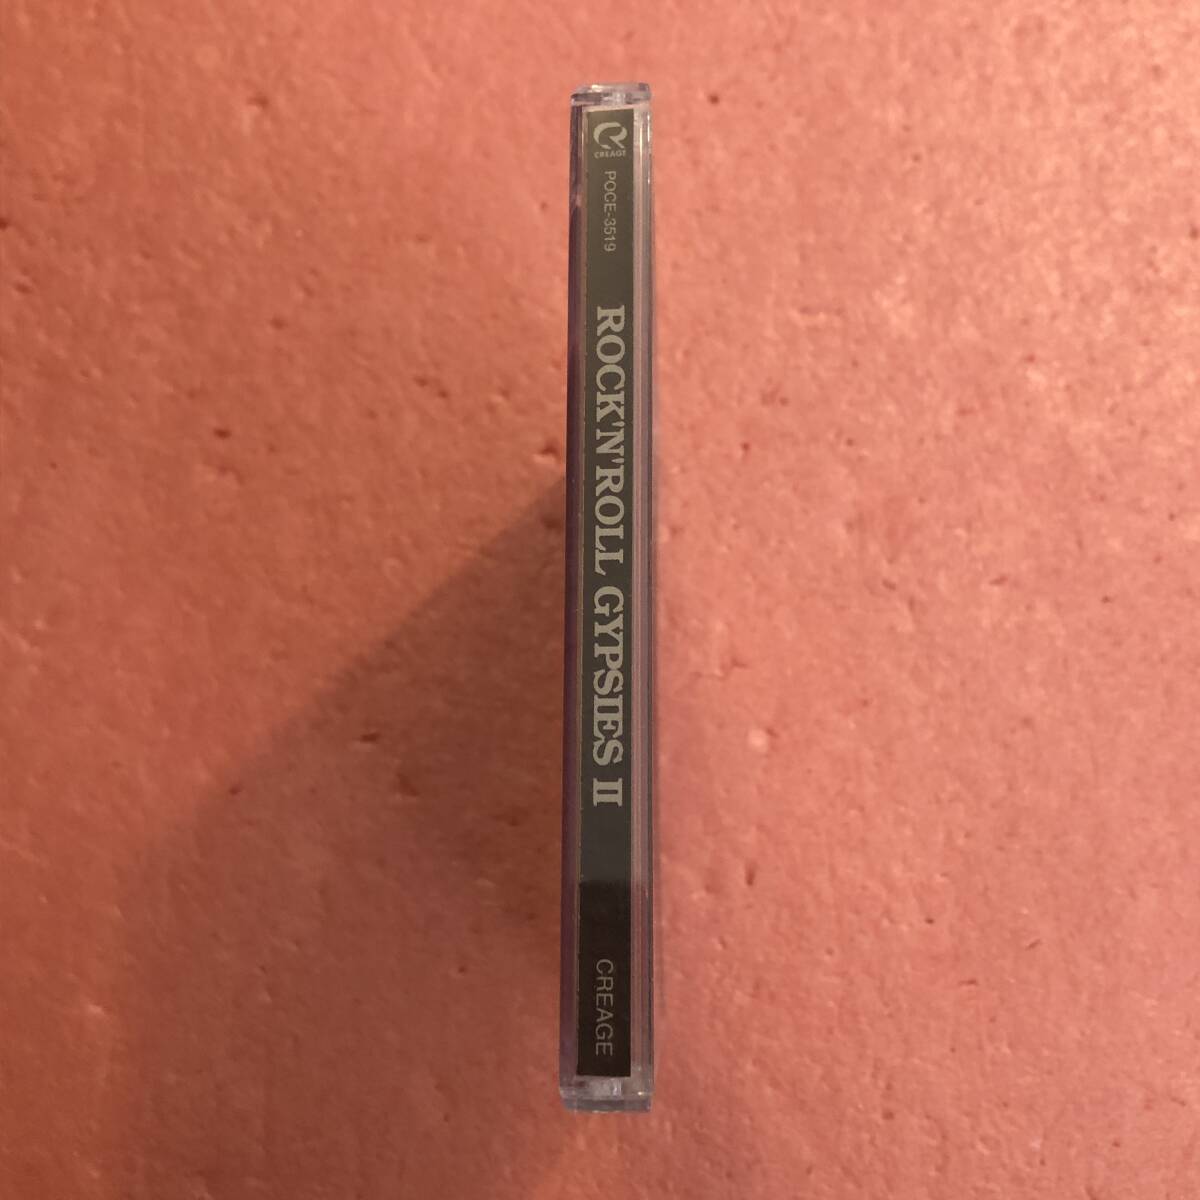 CREAGE
POCE-3519
ROCK'N'ROLL GYPSIES II
CREAGE